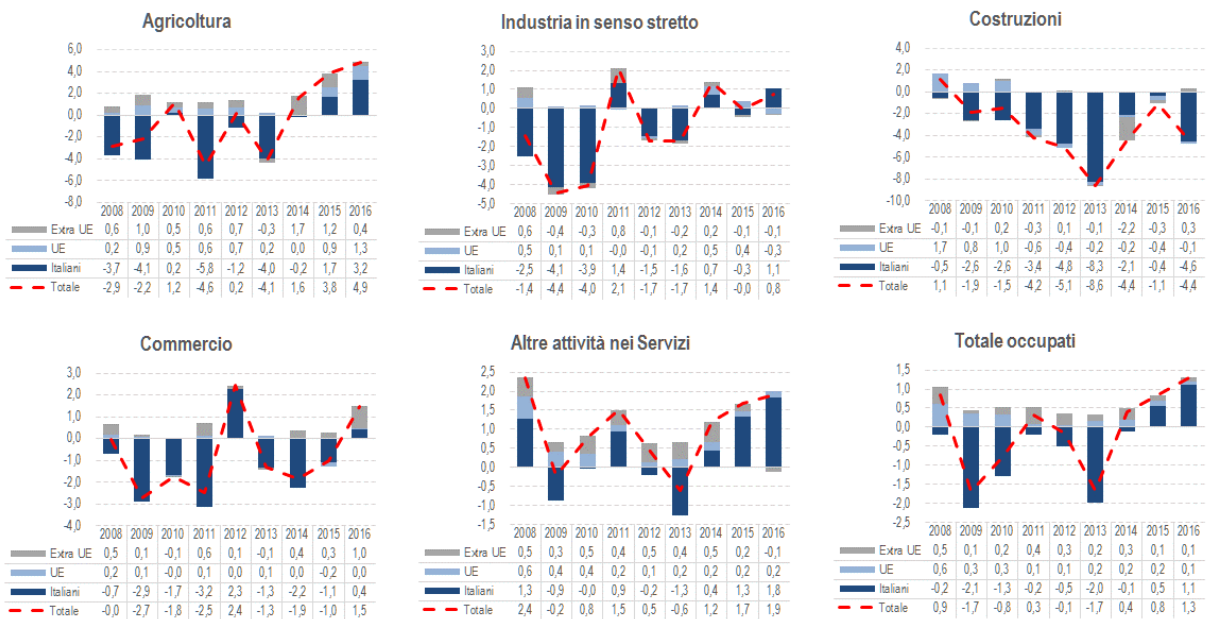 Agricoltura
6,0
4,0
2,0
0,0
-2,0
-4,0
-6,0
-8,0
2008 2009 2010 2011 2012 2013 2014 2015 2016
Extra UE 0,6 1,0 0,5 0,6 0,7 -0,3 1,7 1,2 0,4
UE 0,2 0,9 0,5 0,6 0,7 0,2 0,0 0,9 1,3
Italiani -3,7 -4,1 0,2 -5,8 -1,2 -4,0 -0,2 1,7 3,2
Totale -2,9 -2,2 1,2 -4,6 0,2 -4,1 1,6 3,8 4,9
Industria in senso stretto
3,0
2,0
1,0
0,0
-1,0
-2,0
-3,0
-4,0
-5,0
2008 2009 2010 2011 2012 2013 2014 2015 2016
Extra UE 0,6 -0,4 -0,3 0,8 -0,1 -0,2 0,2 -0,1 -0,1
UE 0,5 0,1 0,1 -0,0 -0,1 0,2 0,5 0,4 -0,3
Italiani -2,5 -4,1 -3,9 1,4 -1,5 -1,6 0,7 -0,3 1,1
Totale -1,4 -4,4 -4,0 2,1 -1,7 -1,7 1,4 -0,0 0,8
Costruzioni
4,0
2,0
0,0
-2,0
-4,0
-6,0
-8,0
-10,0
2008 2009 2010 2011 2012 2013 2014 2015 2016
Extra UE -0,1 -0,1 0,2 -0,1 0,1 -0,1 -2,2 -0,3 0,3
UE 1,7 0,8 1,0 -0,6 -0,4 -0,2 -0,2 -0,4 -0,1
Italiani -0,5 -2,6 -2,6 -3,4 -4,8 -8,3 -2,1 -0,4 -4,6
Totale 1,1 -1,9 -1,5 -4,2 -5,1 -8,6 -4,4 -1,1 -4,4
Commercio
3,0
2,0
1,0
0,0
-1,0
-2,0
-3,0
-4,0
2008 2009 2010 2011 2012 2013 2014 2015 2016
Extra UE 0,5 0,1 -0,1 0,6 0,1 -0,1 0,4 0,3 1,0
UE 0,2 0,1 -0,0 0,1 0,0 0,1 0,0 -0,2 0,0
Italiani -0,7 -2,9 -1,7 -3,2 2,3 -1,3 -2,2 -1,1 0,4
Totale -0,0 -2,7 -1,8 -2,5 2,4 -1,3 -1,9 -1,0 1,5
Altre attività nei Servizi
2,5
2,0
1,5
1,0
0,5
0,0
-0,5
-1,0
-1,5
2008 2009 2010 2011 2012 2013 2014 2015 2016
Extra UE 0,5 0,3 0,5 0,4 0,5 0,4 0,5 0,2 -0,1
UE 0,6 0,4 0,4 0,2 0,1 0,2 0,2 0,2 0,2
Italiani 1,3 -0,9 -0,0 0,9 -0,2 -1,3 0,4 1,3 1,8
Totale 2,4 -0,2 0,8 1,5 0,5 -0,6 1,2 1,7 1,9
Totale occupati
1,5
1,0
0,5
0,0
-0,5
-1,0
-1,5
-2,0
-2,5
2008 2009 2010 2011 2012 2013 2014 2015 2016
Extra UE 0,5 0,1 0,2 0,4 0,3 0,2 0,3 0,1 0,1
UE 0,6 0,3 0,3 0,1 0,1 0,1 0,2 0,1 0,1
Italiani -0,2 -2,1 -1,3 -0,2 -0,5 -2,0 -0,1 0,5 1,1
Totale 0,9 -1,7 -0,8 0,3 -0,1 -1,7 0,4 0,8 1,3